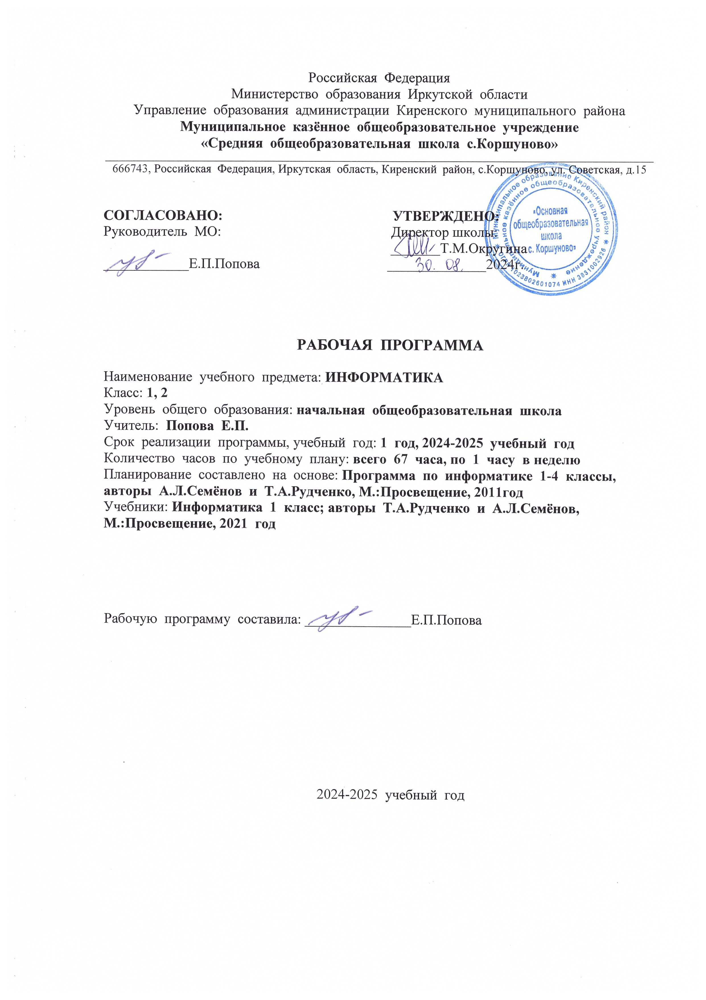 Российская Федерация
Министерство образования Иркутской области
Управление образования администрации Киренского муниципального района
Муниципальное казённое общеобразовательное учреждение
«Средняя общеобразовательная школа с.Коршуново»
666743, Российская Федерация, Иркутская область, Киренский район, с.Коршуново, ул. Советская, д.15
СОГЛАСОВАНО:
Руководитель МО:
____________Е.П.Попова
УТВЕРЖДЕНО:
Директор школы:
_______Т.М.Округина
30. 08. 2024г.
Муниципальное образование Киренский район
ОГРН 1023802601074 ИНН 3831002926
Муниципальное казённое общеобразовательное учреждение
«Основная
общеобразовательная
школа
с. Коршуново»
РАБОЧАЯ ПРОГРАММА
Наименование учебного предмета: ИНФОРМАТИКА
Класс: 1, 2
Уровень общего образования: начальная общеобразовательная школа
Учитель: Попова Е.П.
Срок реализации программы, учебный год: 1 год, 2024-2025 учебный год
Количество часов по учебному плану: всего 67 часа, по 1 часу в неделю
Планирование составлено на основе: Программа по информатике 1-4 классы,
авторы А.Л.Семёнов и Т.А.Рудченко, М.:Просвещение, 2011год
Учебники: Информатика 1 класс; авторы Т.А.Рудченко и А.Л.Семёнов,
М.:Просвещение, 2021 год
Рабочую программу составила: _______________Е.П.Попова
2024-2025 учебный год